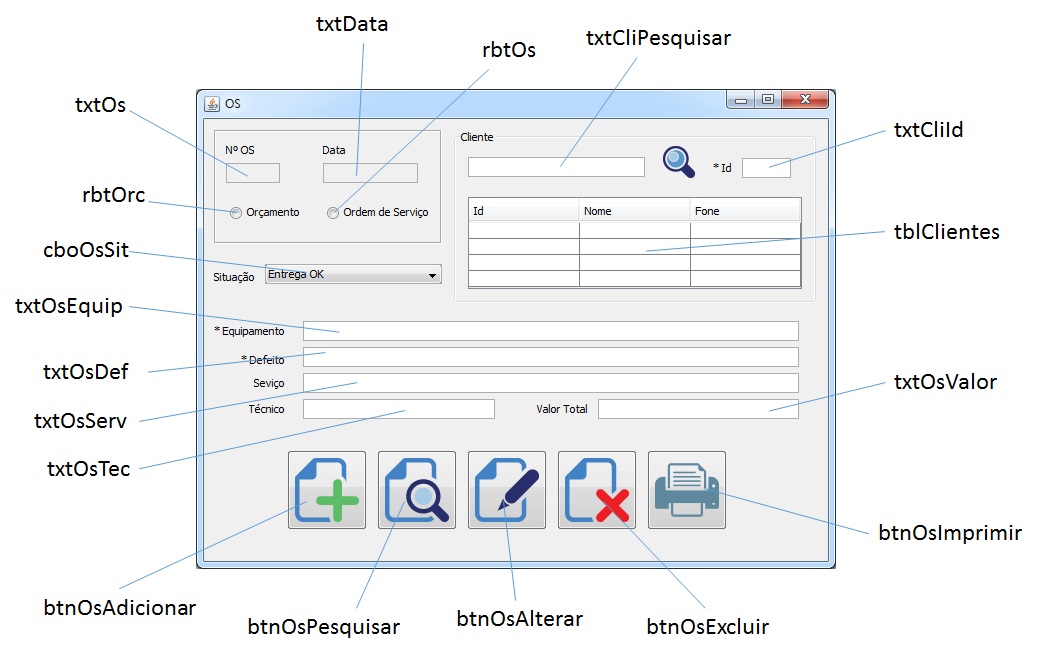 txtData
rbtOs
txtCliPesquisar
txtOs
OS
txtCliId
Nº OS
Data
Cliente
* Id
rbtOrc
Orçamento
Ordem de Serviço
Id
Nome
Fone
tblClientes
cboOsSit
Situação
Entrega OK
txtOsEquip
* Equipamento
txtOsDef
* Defeito
Seviço
txtOsValor
txtOsServ
Técnico
Valor Total
txtOsTec
btnOsImprimir
btnOsAdicionar
btnOsPesquisar
btnOsAlterar
btnOsExcluir